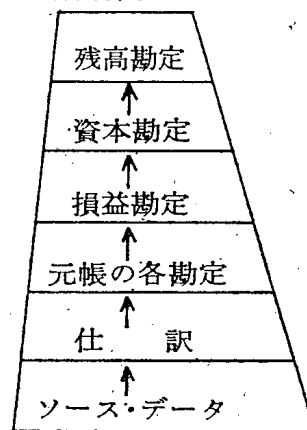 残高勘定
資本勘定
損益勘定
元帳の各勘定
仕　訳
ソース・データ